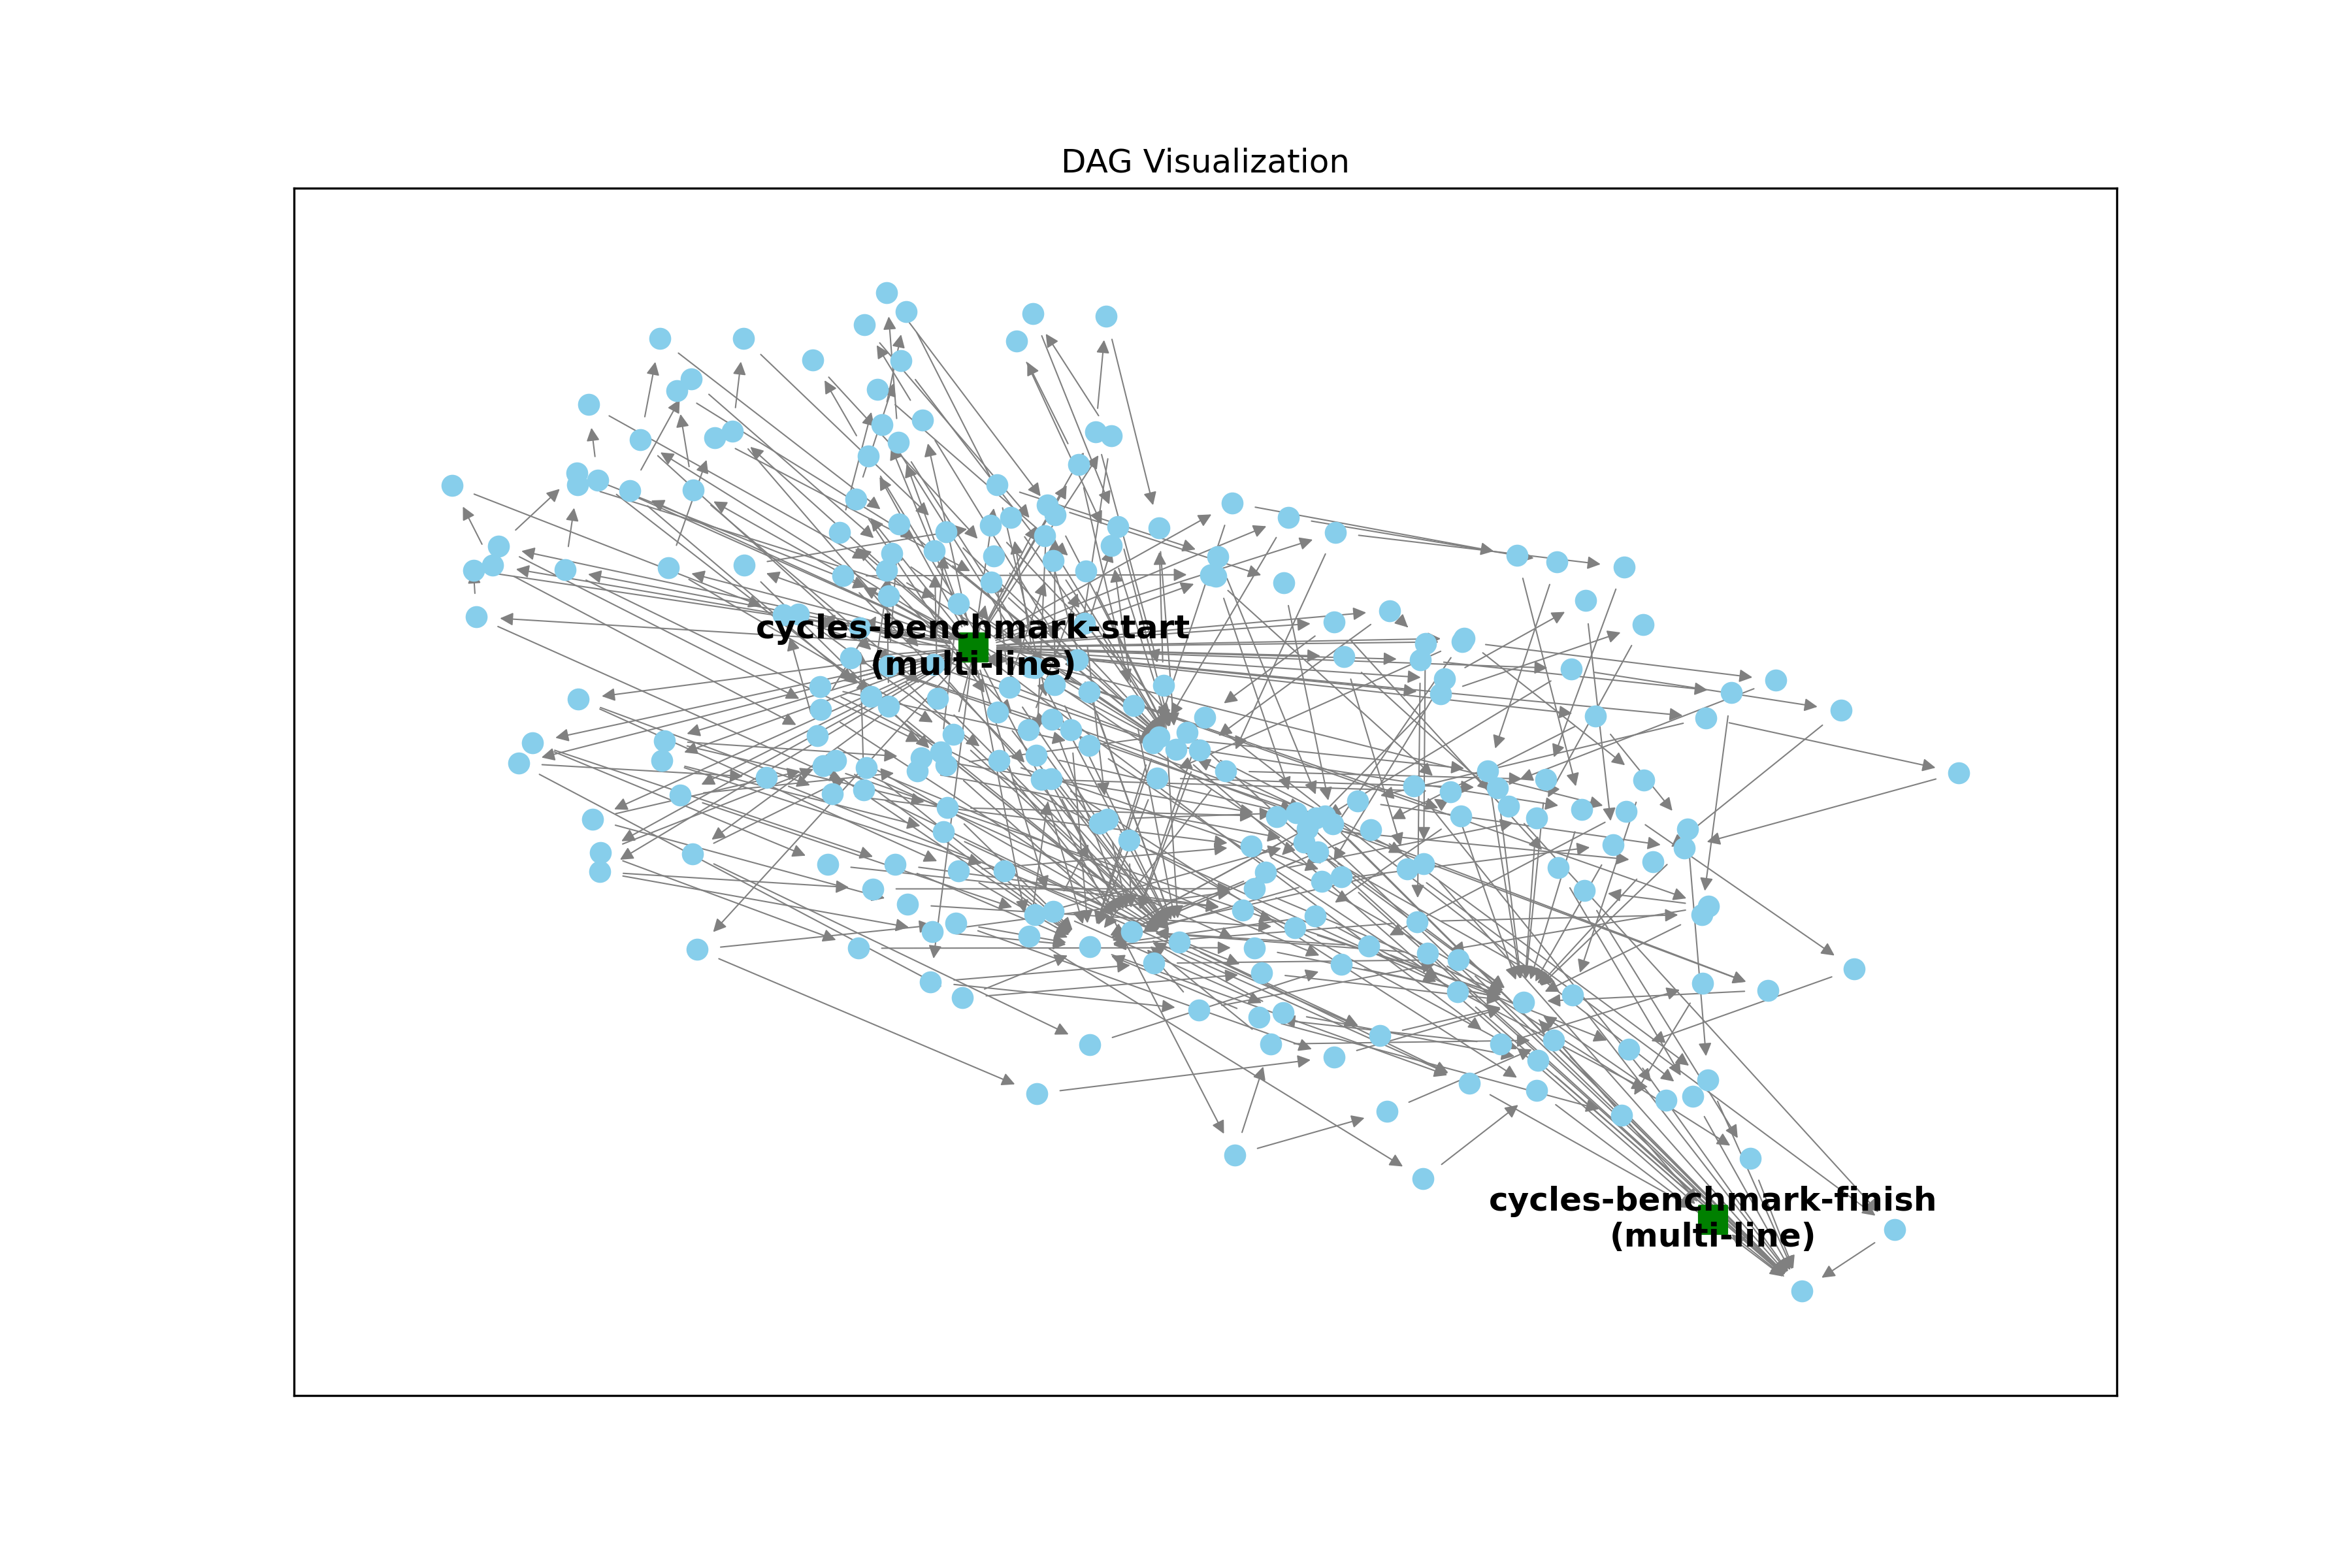 DAG Visualization
cycles-benchmark-start
(multi-line)
cycles-benchmark-finish
(multi-line)